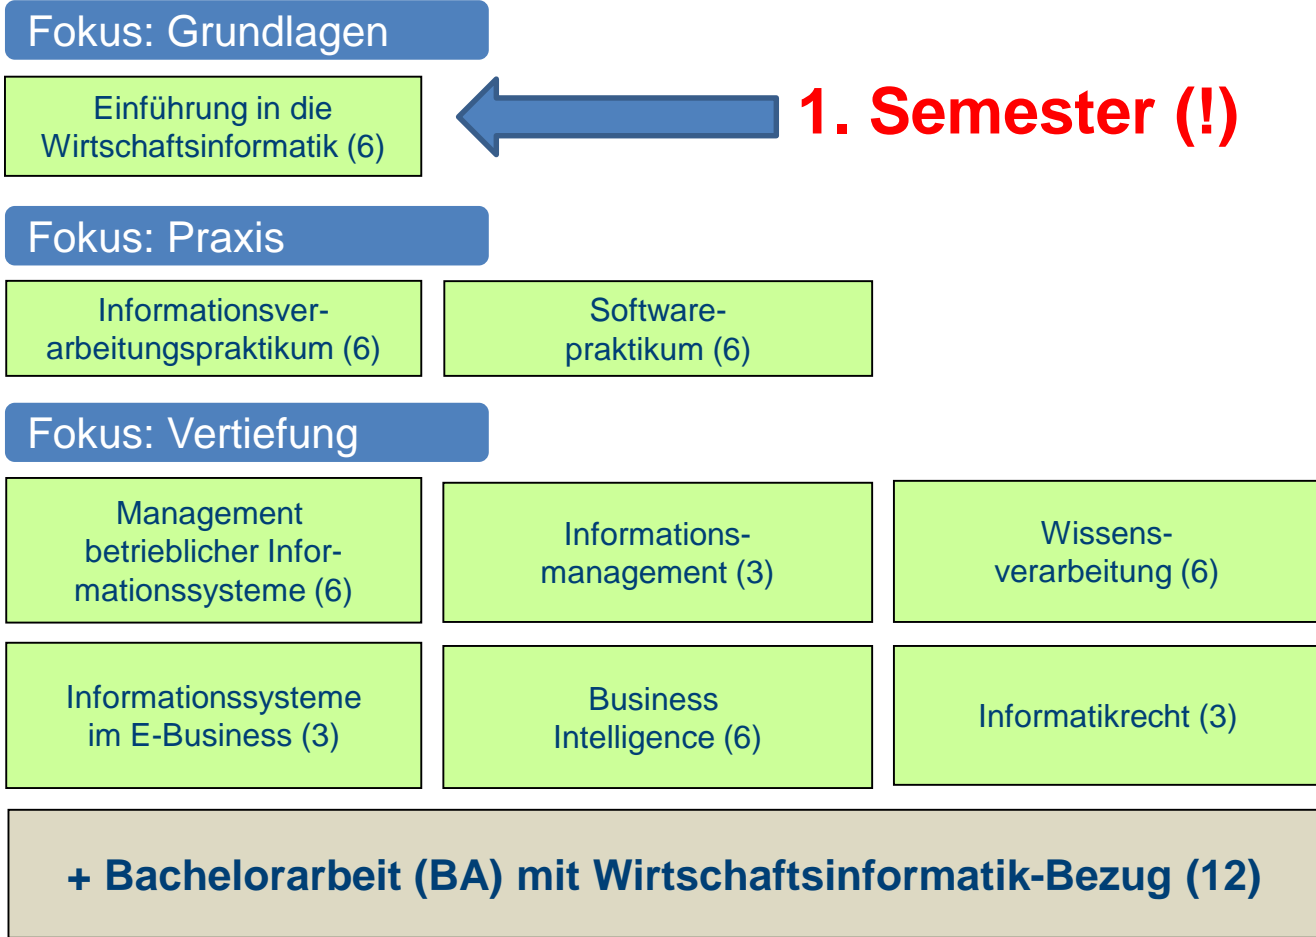 Fokus: Grundlagen
Einführung in die
Wirtschaftsinformatik (6)
1. Semester (!)
Fokus: Praxis
Informationsver-
arbeitungspraktikum (6)
Software-
praktikum (6)
Fokus: Vertiefung
Management
betrieblicher Infor-
mationssysteme (6)
Informations-
management (3)
Wissens-
verarbeitung (6)
Informationssysteme
im E-Business (3)
Business
Intelligence (6)
Informatikrecht (3)
+ Bachelorarbeit (BA) mit Wirtschaftsinformatik-Bezug (12)